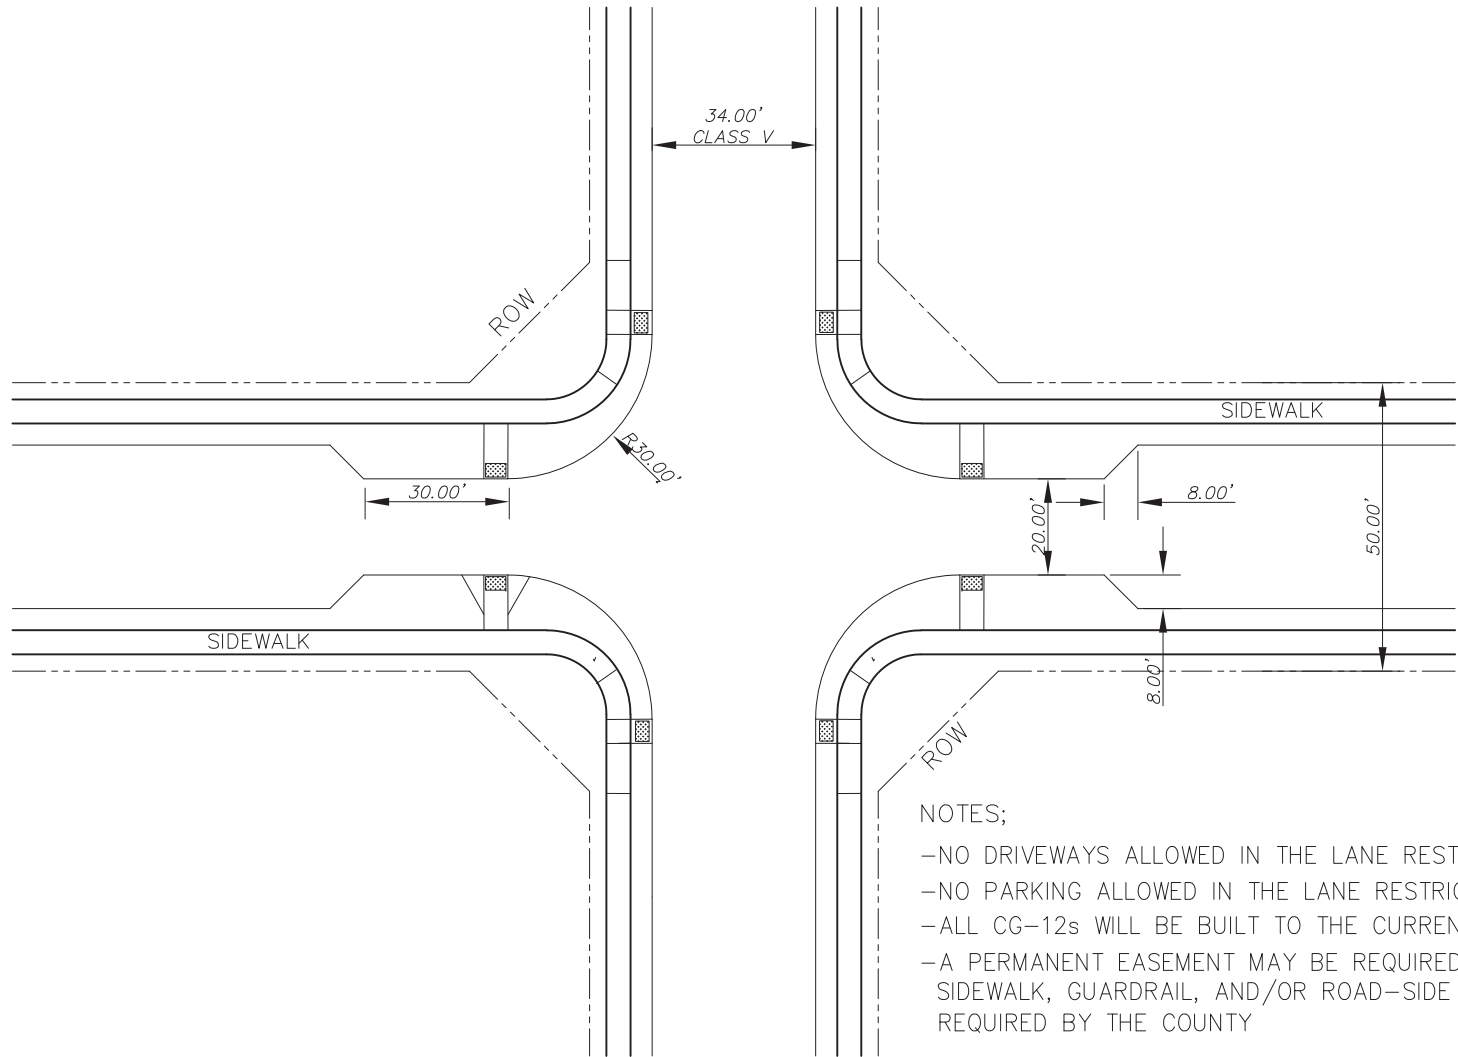 34.00'
CLASS V
ROW
SIDEWALK
R30.00'
30.00'
8.00'
20.00'
50.00'
SIDEWALK
8.00'
ROW
NOTES;
-NO DRIVEWAYS ALLOWED IN THE LANE REST
-NO PARKING ALLOWED IN THE LANE RESTRIC
-ALL CG-12s WILL BE BUILT TO THE CURREN
-A PERMANENT EASEMENT MAY BE REQUIRED
SIDEWALK, GUARDRAIL, AND/OR ROAD-SIDE
REQUIRED BY THE COUNTY